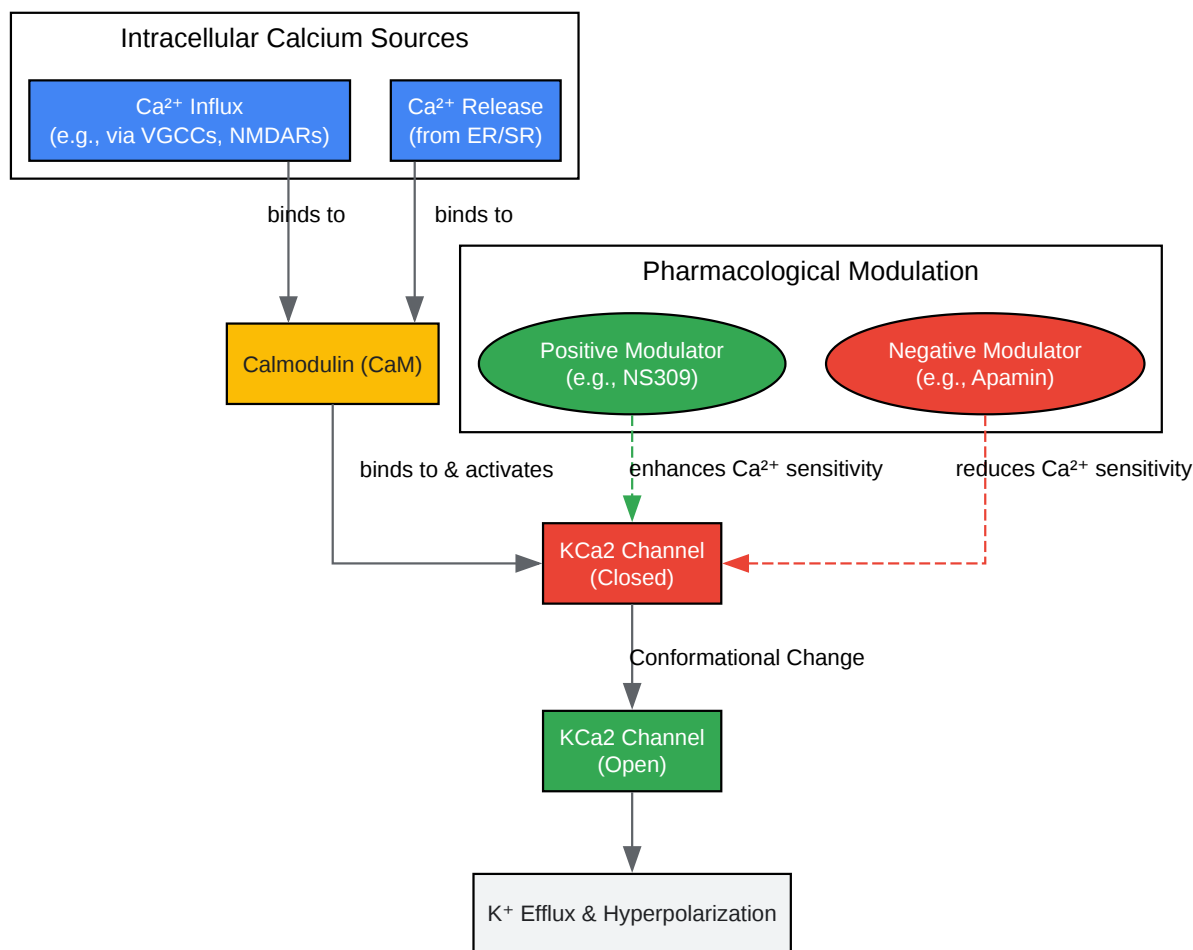 Intracellular Calcium Sources
Ca²⁺ Influx
(e.g., via VGCCs, NMDARs)
Ca²⁺ Release
(from ER/SR)
binds to
binds to
Pharmacological Modulation
Positive Modulator
(e.g., NS309)
Negative Modulator
(e.g., Apamin)
Calmodulin (CaM)
binds to & activates
enhances Ca²⁺ sensitivity
reduces Ca²⁺ sensitivity
KCa2 Channel
(Closed)
Conformational Change
KCa2 Channel
(Open)
K⁺ Efflux & Hyperpolarization